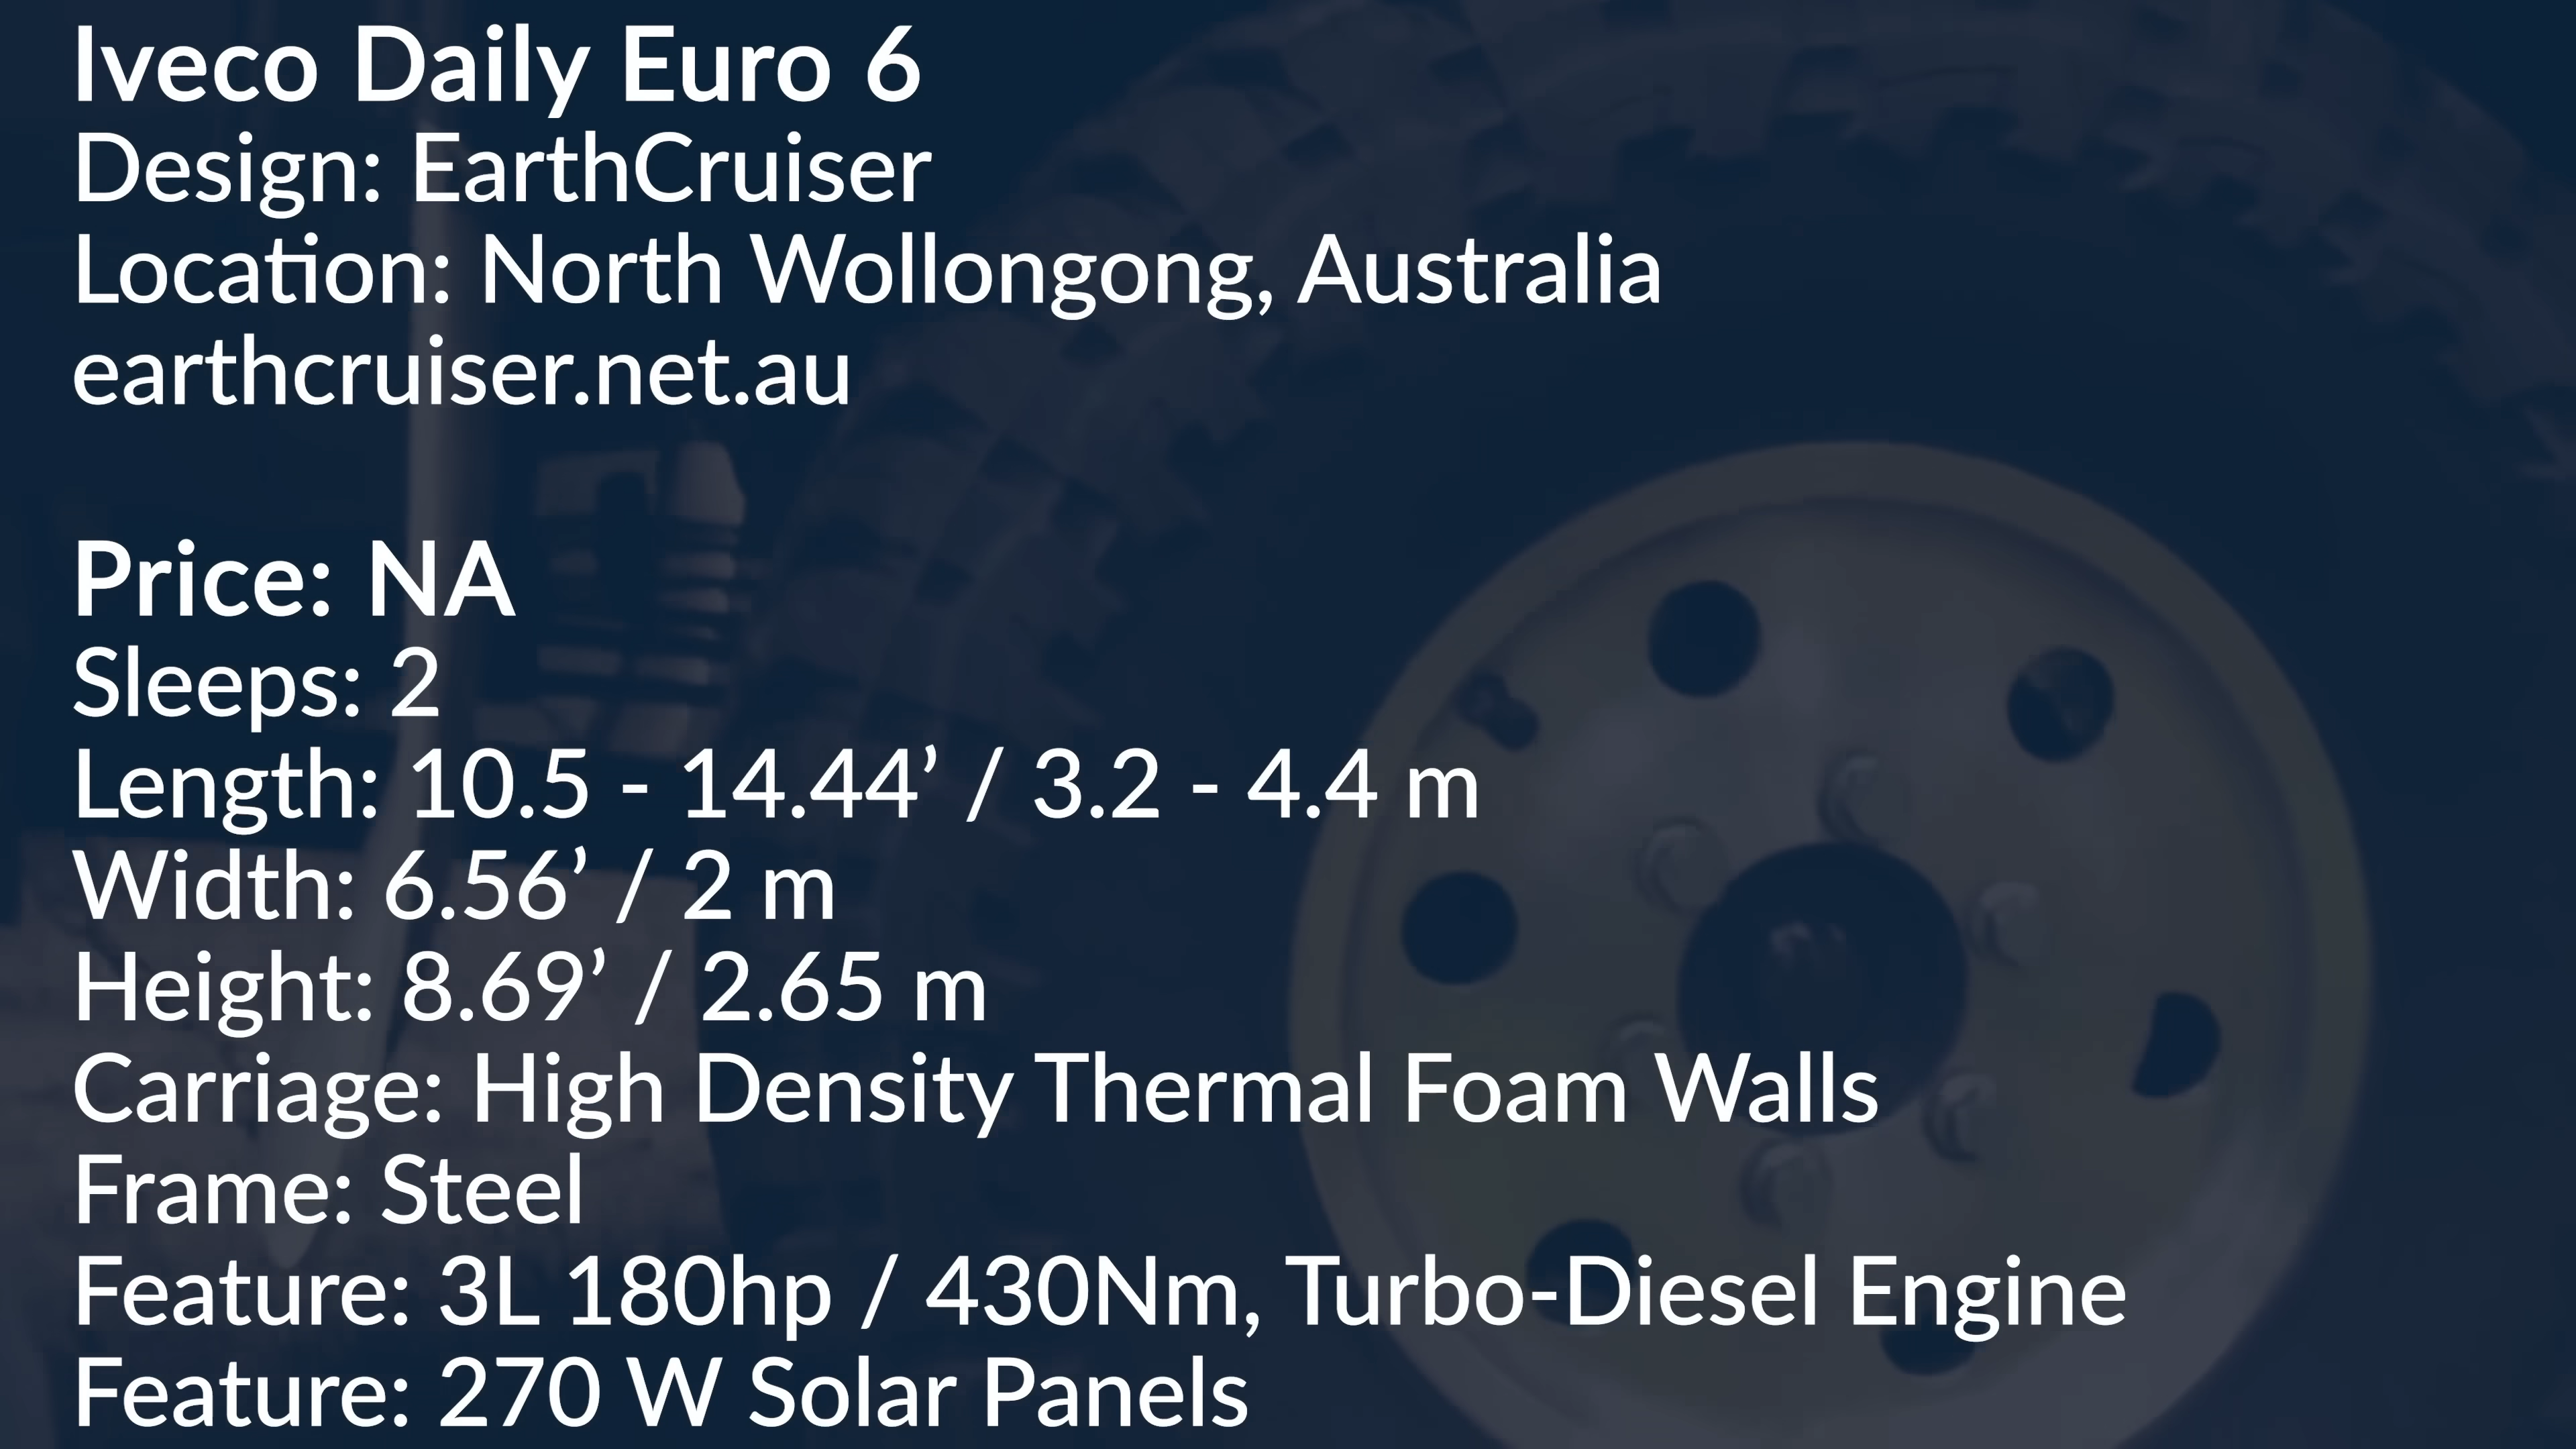 Iveco Daily Euro 6
Design: EarthCruiser
Location: North Wollongong, Australia
earthcruiser.net.au
Price: NA
Sleeps: 2
Length: 10.5 - 14.44’ / 3.2 - 4.4 m
Width: 6.56’ / 2 m
Height: 8.69’ / 2.65 m
Carriage: High Density Thermal Foam Walls
Frame: Steel
Feature: 3L 180hp / 430Nm, Turbo-Diesel Engine
Feature: 270 W Solar Panels